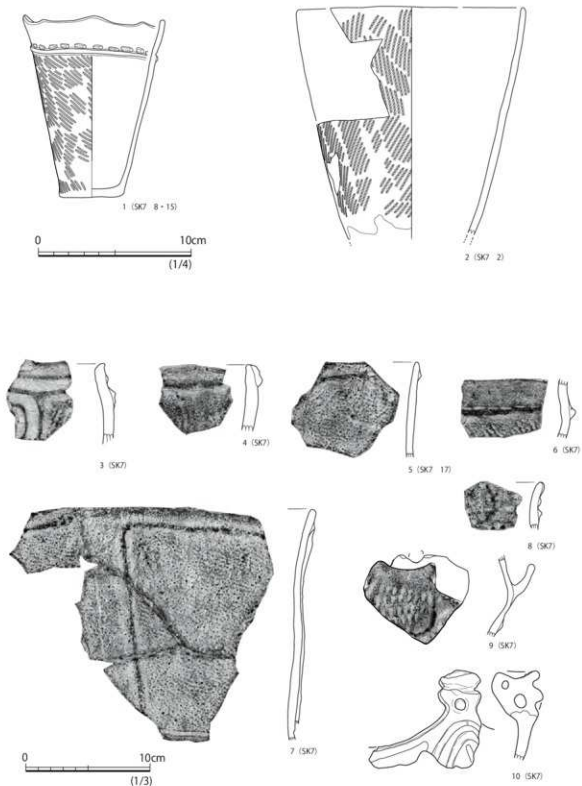 1（SK7　8・15）
0 10cm
(1/4)
2（SK7　2）
3（SK7）
4（SK7）
5（SK7　17）
6（SK7）
8（SK7）
9（SK7）
7（SK7）
10（SK7）
0 10cm
(1/3)